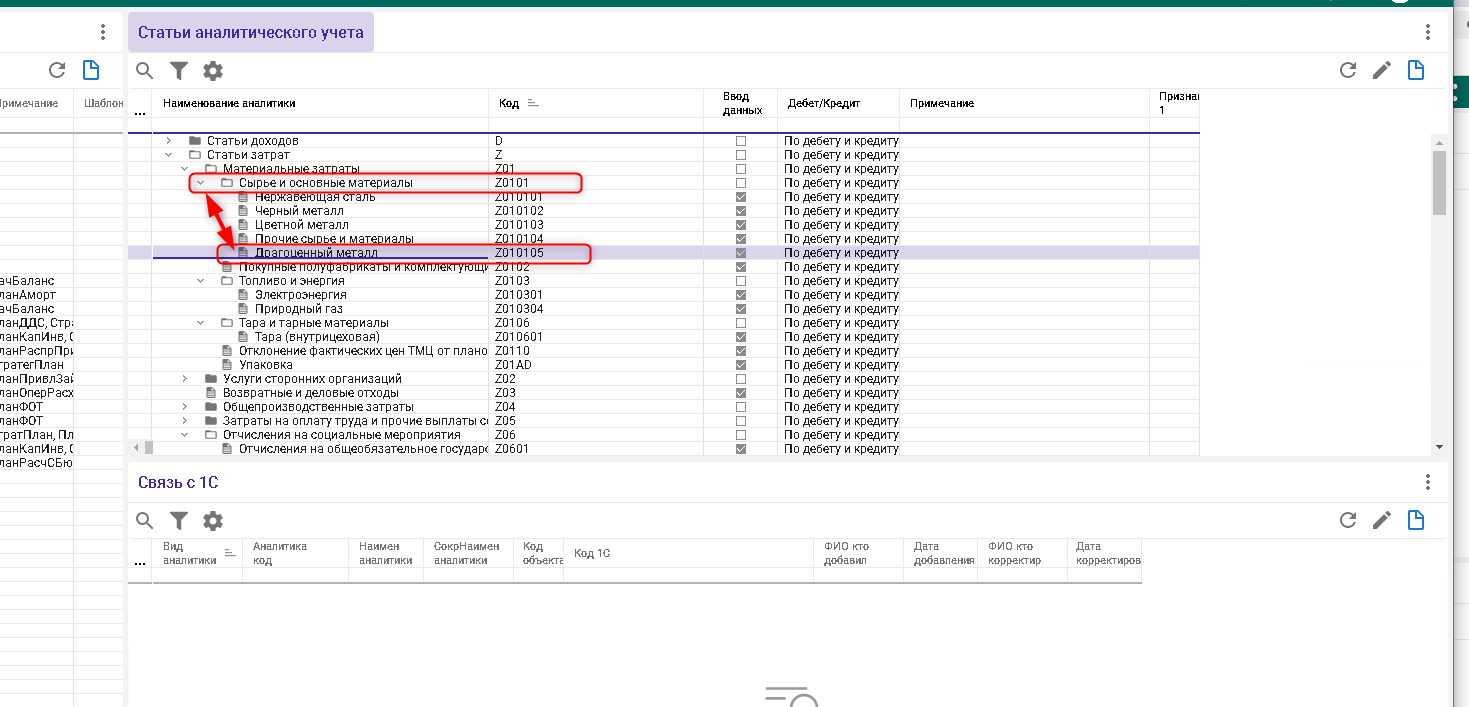 Статьи аналитического учета
Примечание Шаблон
... Наименование аналитики Код Ввод данных Дебет/Кредит Примечание Признак 1
Статьи доходов D По дебету и кредиту
Статьи затрат Z По дебету и кредиту
Материальные затраты Z01 По дебету и кредиту
Сырье и основные материалы Z0101 По дебету и кредиту
Нержавеющая сталь Z010101 По дебету и кредиту
Черный металл Z010102 По дебету и кредиту
Цветной металл Z010103 По дебету и кредиту
Прочие сырье и материалы Z010104 По дебету и кредиту
Драгоценный металл Z010105 По дебету и кредиту
Покупные полуфабрикаты и комплектующи Z0102 По дебету и кредиту
ачБаланс Топливо и энергия Z0103 По дебету и кредиту
ланАморт Электроэнергия Z010301 По дебету и кредиту
ачБаланс Природный газ Z010304 По дебету и кредиту
ланДДС, Стра Тара и тарные материалы Z0106 По дебету и кредиту
ланКапИнв, С Тара (внутрицеховая) Z010601 По дебету и кредиту
ланРаспрПри Отклонение фактических цен ТМЦ от плано Z0110 По дебету и кредиту
тратегПлан Упаковка Z01AD По дебету и кредиту
ланПривлЗай Услуги сторонних организаций Z02 По дебету и кредиту
ланОперРасх Возвратные и деловые отходы Z03 По дебету и кредиту
ланФОТ Общепроизводственные затраты Z04 По дебету и кредиту
ланФОТ Затраты на оплату труда и прочие выплаты со Z05 По дебету и кредиту
тратПлан, Пл Отчисления на социальные мероприятия Z06 По дебету и кредиту
ланКапИнв, С Отчисления на общеобязательное государс Z0601 По дебету и кредиту
ланРасчСБю
Связь с 1С
... Вид аналитики Аналитика код Наимен аналитики СокрНаимен аналитики Код объекта Код 1С ФИО кто добавил Дата добавления ФИО кто корректир Дата корректиров